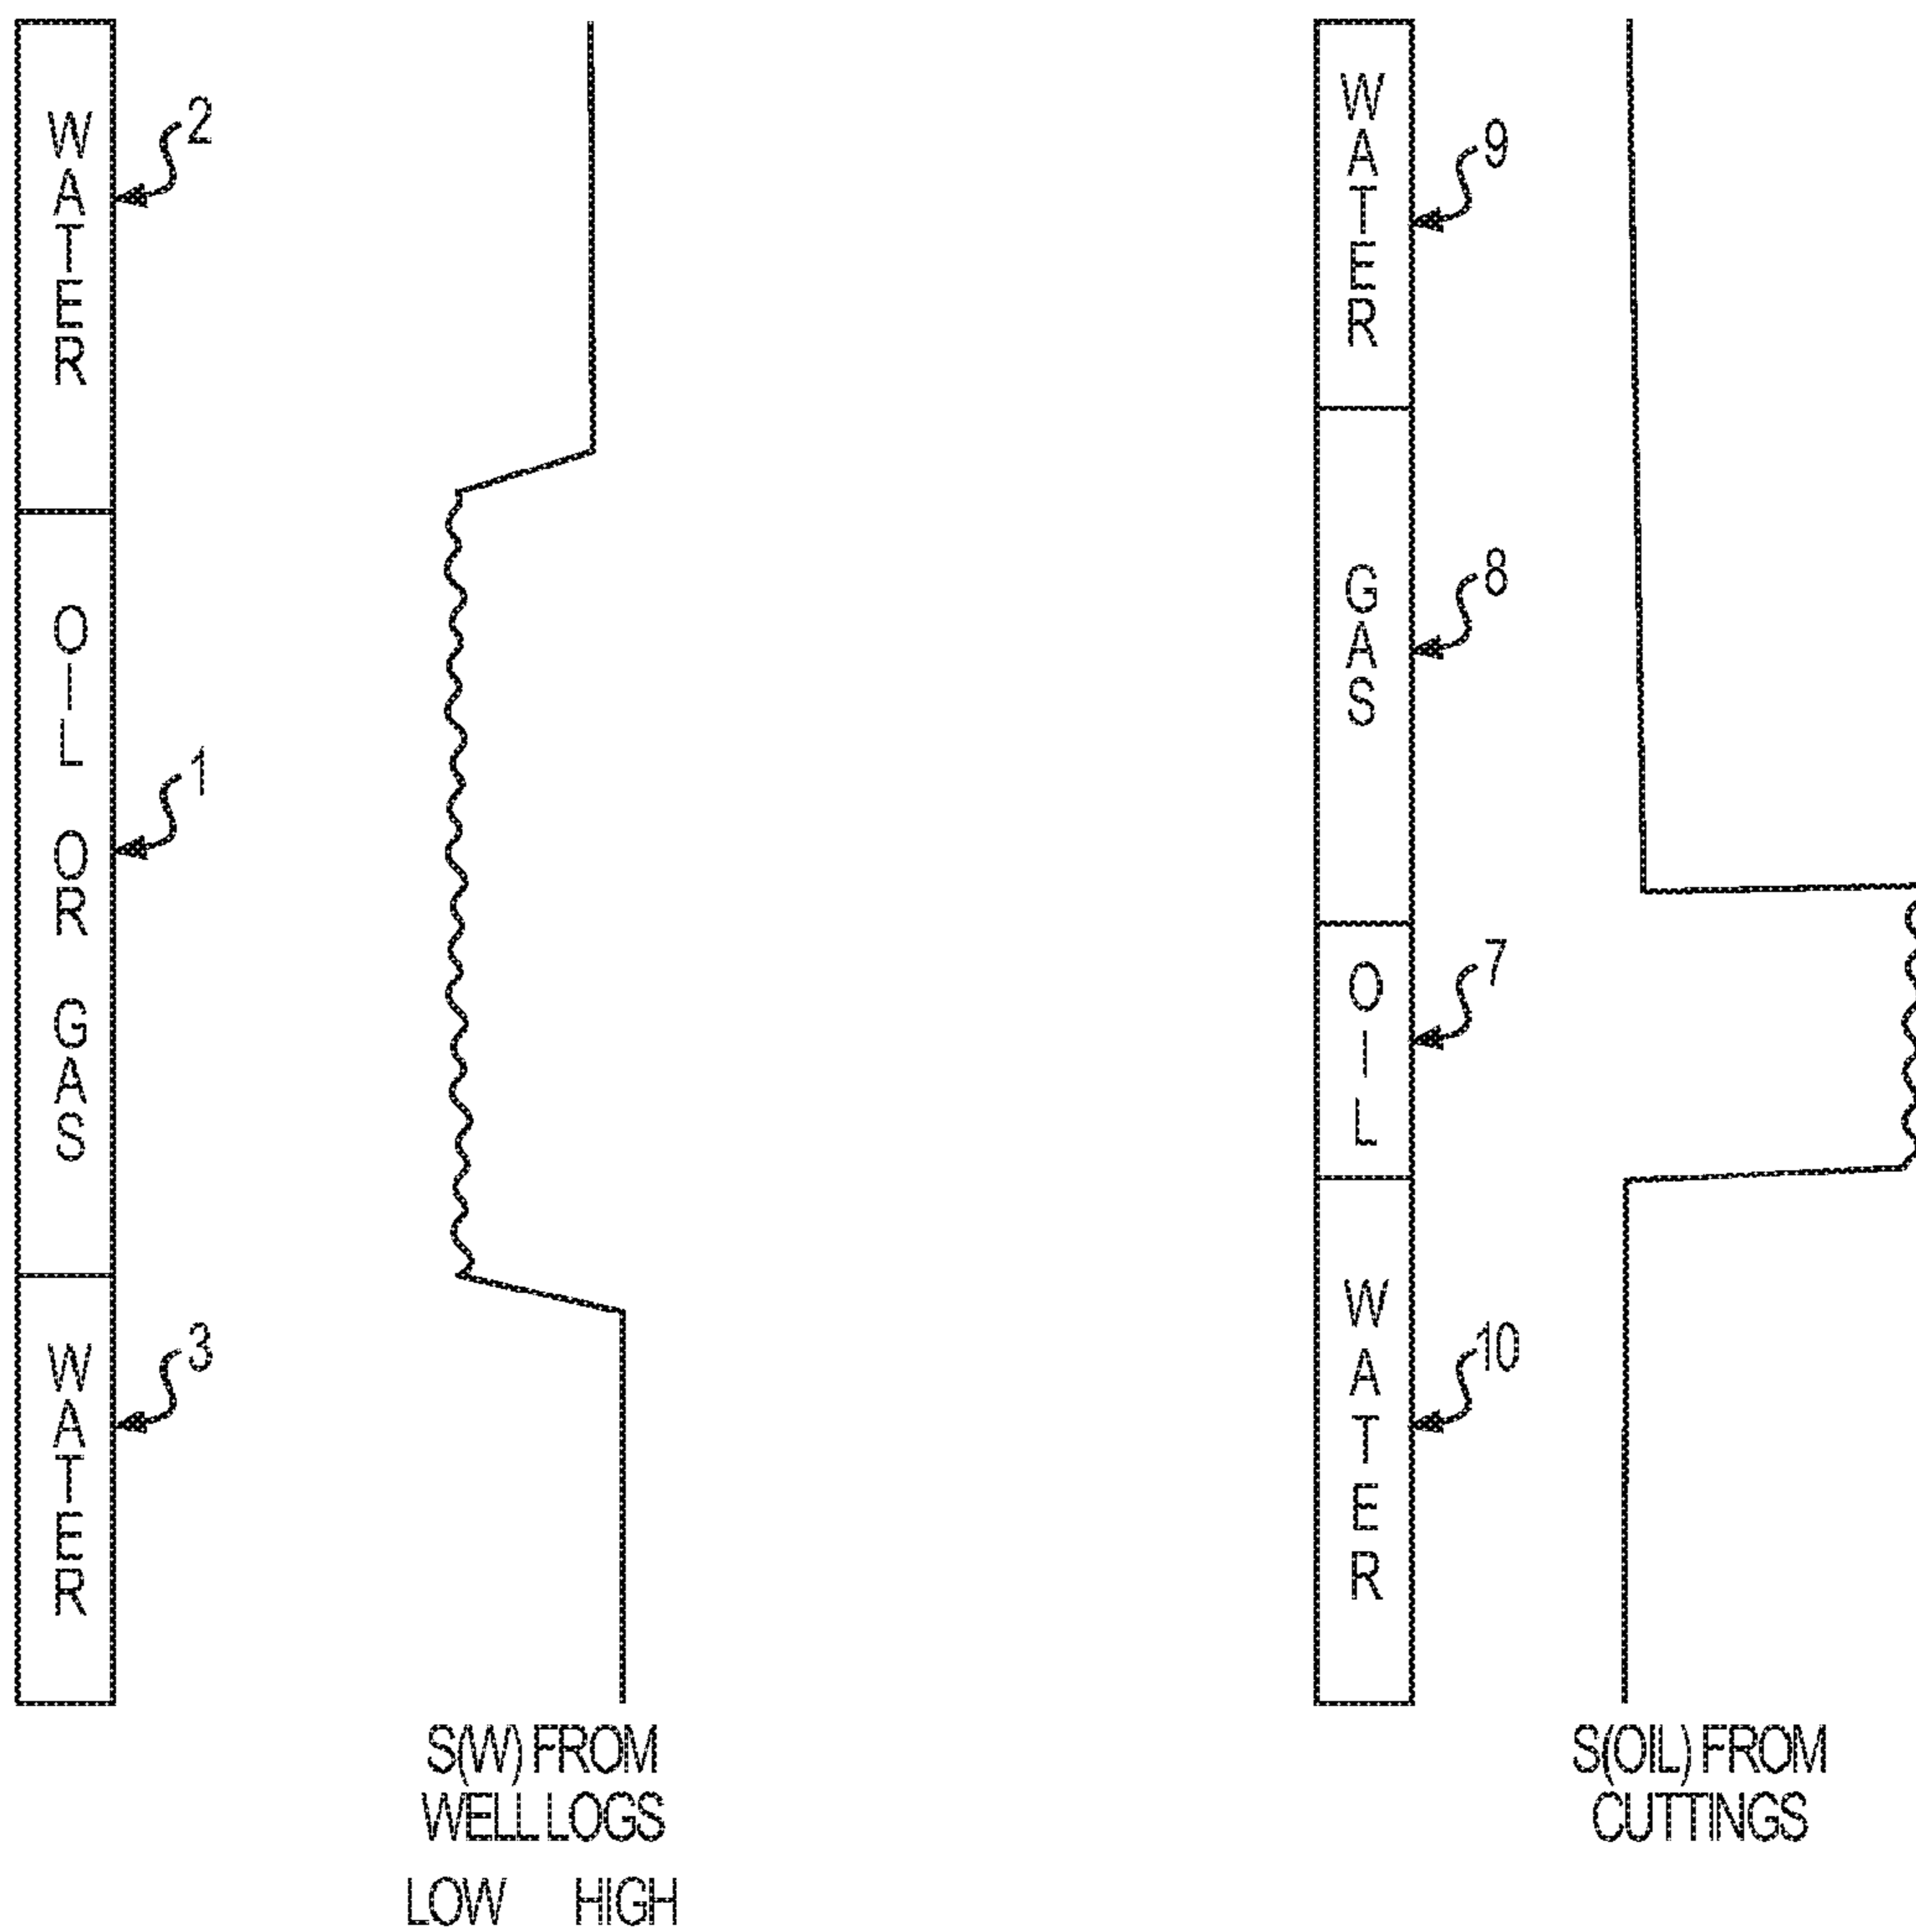 WATER
2
OIL OR GAS
1
WATER
3
S(W) FROM
WELL LOGS
LOW HIGH
WATER
9
GAS
8
OIL
7
WATER
10
S(OIL) FROM
CUTTINGS